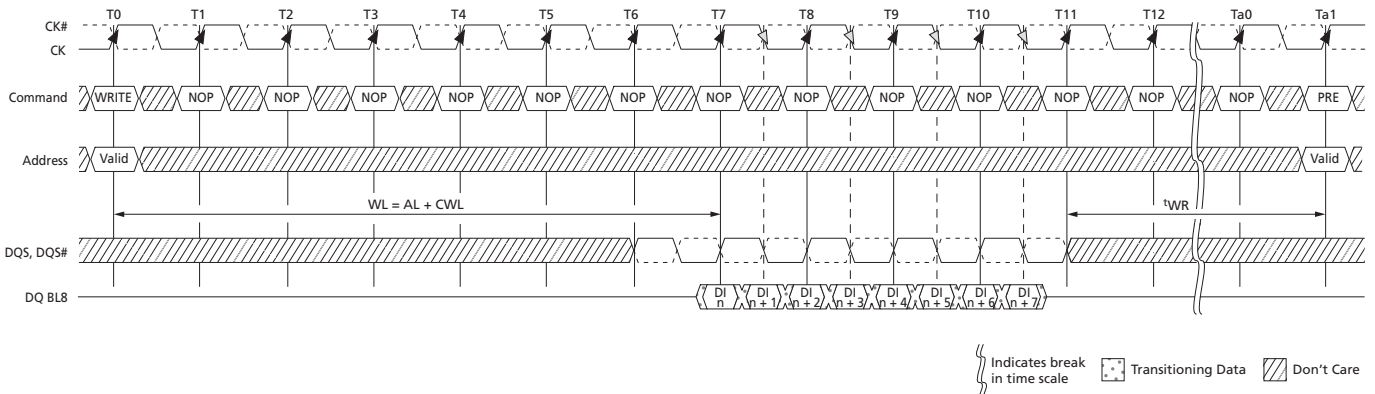 T0 T1 T2 T3 T4 T5 T6 T7 T8 T9 T10 T11 T12 Ta0 Ta1
CK#
CK
Command WRITE NOP NOP NOP NOP NOP NOP NOP NOP NOP NOP NOP NOP NOP PRE
Address Valid Valid
WL = AL + CWL tWR
DQS, DQS#
DQ BL8 DI n DI n + 1 DI n + 2 DI n + 3 DI n + 4 DI n + 5 DI n + 6 DI n + 7
Indicates break
in time scale
Transitioning Data
Don't Care